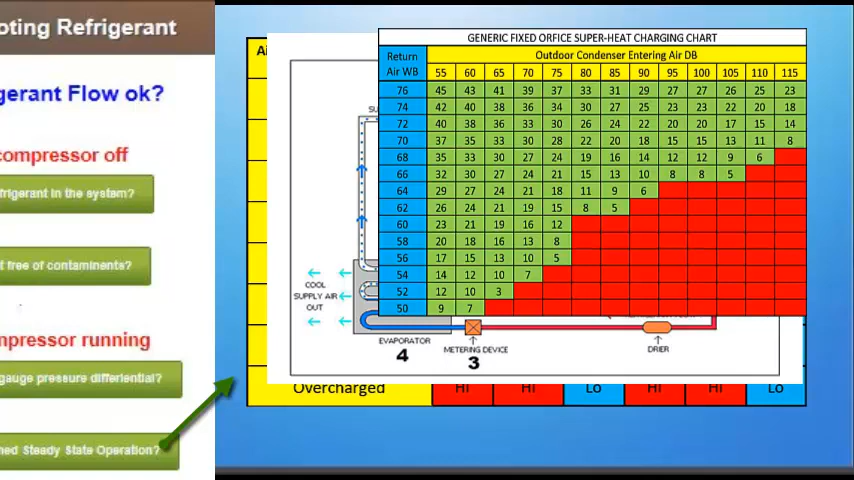 oting Refrigerant
gerant Flow ok?
compressor off
frigerant in the system?
t free of contaminents?
mpressor running
gauge pressure differential?
ned Steady State Operation?
GENERIC FIXED ORFICE SUPER-HEAT CHARGING CHART
Return Air WB Outdoor Condenser Entering Air DB
55 60 65 70 75 80 85 90 95 100 105 110 115
76 45 43 41 39 37 33 31 29 27 27 26 25 23
74 42 40 38 36 34 30 27 25 23 23 22 20 18
72 40 38 36 33 30 26 24 22 20 20 17 15 14
70 37 35 33 30 28 22 20 18 15 15 13 11 8
68 35 33 30 27 24 19 16 14 12 12 9 6
66 32 30 27 24 21 15 13 10 8 8 5
64 29 27 24 21 18 11 9 6
62 26 24 21 19 15 8 5
60 23 21 19 16 12
58 20 18 16 13 8
56 17 15 13 10 5
54 14 12 10 7
52 12 10 3
50 9 7
COOL
SUPPLY AIR
OUT
EVAPORATOR
4
METERING DEVICE
3
DRIER
Overcharged Hi Hi Lo Hi Hi Lo